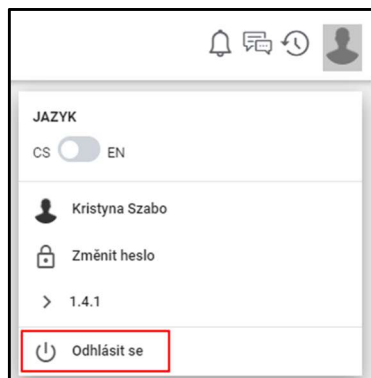 JAZYK
CS EN
Kristyna Szabo
Změnit heslo
1.4.1
Odhlásit se